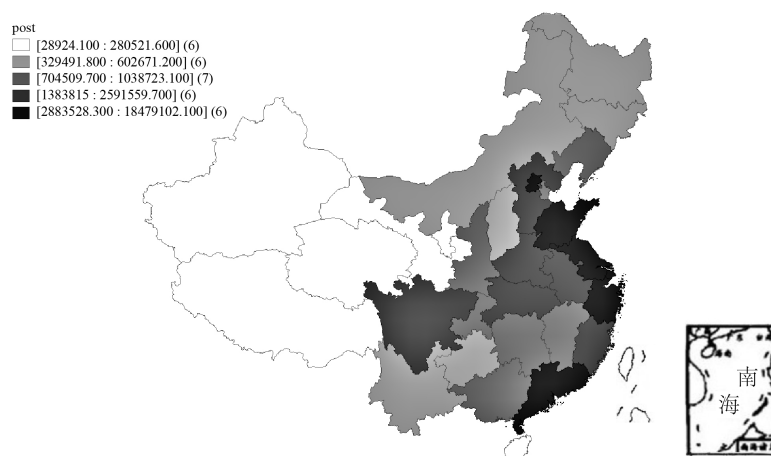 post
[28924.100 : 280521.600] (6)
[329491.800 : 602671.200] (6)
[704509.700 : 1038723.100] (7)
[1383815 : 2591559.700] (6)
[2883528.300 : 18479102.100] (6)
南
海